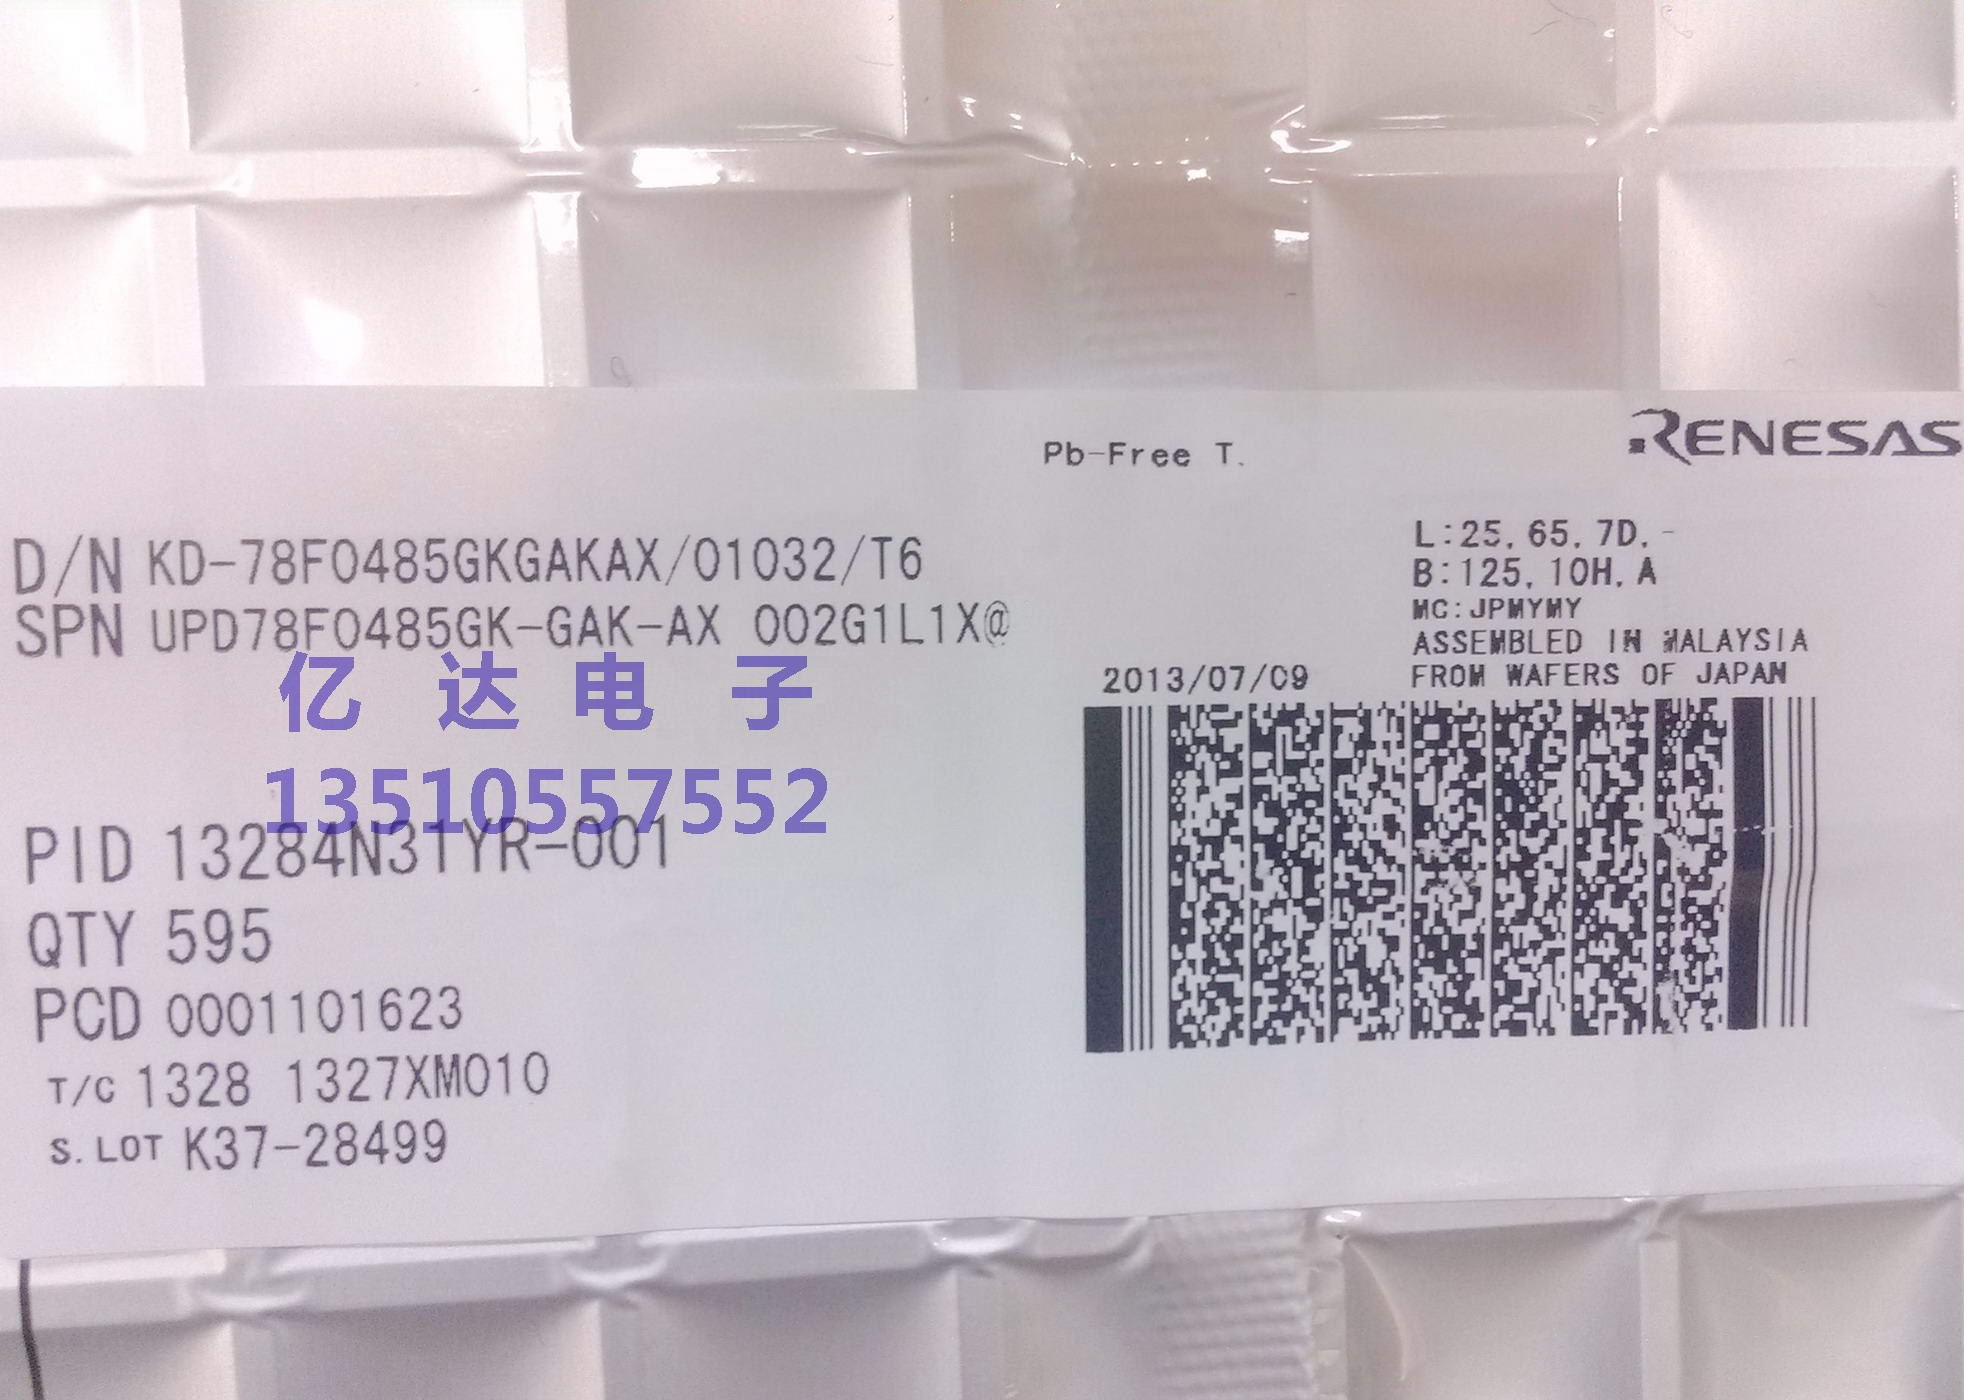 RENESAS
Pb-Free T.
L:25, 65, 7D, -
B:125, 10H, A
MC:JPMYMY
ASSEMBLED IN MALAYSIA
FROM WAFERS OF JAPAN
2013/07/09
D/N KD-78F0485GKGAKAX/01032/T6
SPN UPD78F0485GK-GAK-AX 002G1L1X@
亿 达 电 子
13510557552
PID 13284N31YR-001
QTY 595
PCD 0001101623
T/C 1328 1327XM010
S.LOT K37-28499